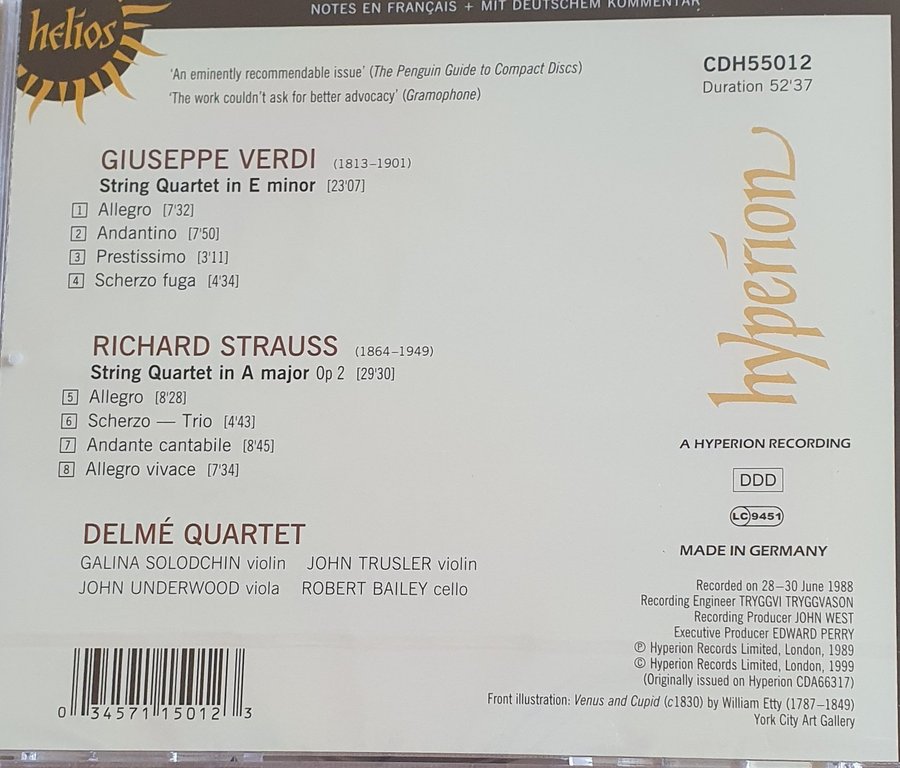 NOTES EN FRANÇAIS + MIT DEUTSCHEM KOMMENTAR
helios
'An eminently recommendable issue' (The Penguin Guide to Compact Discs)
'The work couldn't ask for better advocacy' (Gramophone)
CDH55012
Duration 52'37
GIUSEPPE VERDI (1813–1901)
String Quartet in E minor [23'07]
1 Allegro [7'32]
2 Andantino [7'50]
3 Prestissimo [3'11]
4 Scherzo fuga [4'34]
hyperion
RICHARD STRAUSS (1864–1949)
String Quartet in A major Op 2 [29'30]
5 Allegro [8'28]
6 Scherzo — Trio [4'43]
7 Andante cantabile [8'45]
8 Allegro vivace [7'34]
A HYPERION RECORDING
DDD
LC 9451
MADE IN GERMANY
DELMÉ QUARTET
GALINA SOLODCHIN violin JOHN TRUSLER violin
JOHN UNDERWOOD viola ROBERT BAILEY cello
Recorded on 28–30 June 1988
Recording Engineer TRYGGVI TRYGGVASON
Recording Producer JOHN WEST
Executive Producer EDWARD PERRY
℗ Hyperion Records Limited, London, 1989
© Hyperion Records Limited, London, 1999
(Originally issued on Hyperion CDA66317)
Front illustration: Venus and Cupid (c1830) by William Etty (1787–1849)
York City Art Gallery
0 34571 15012 3